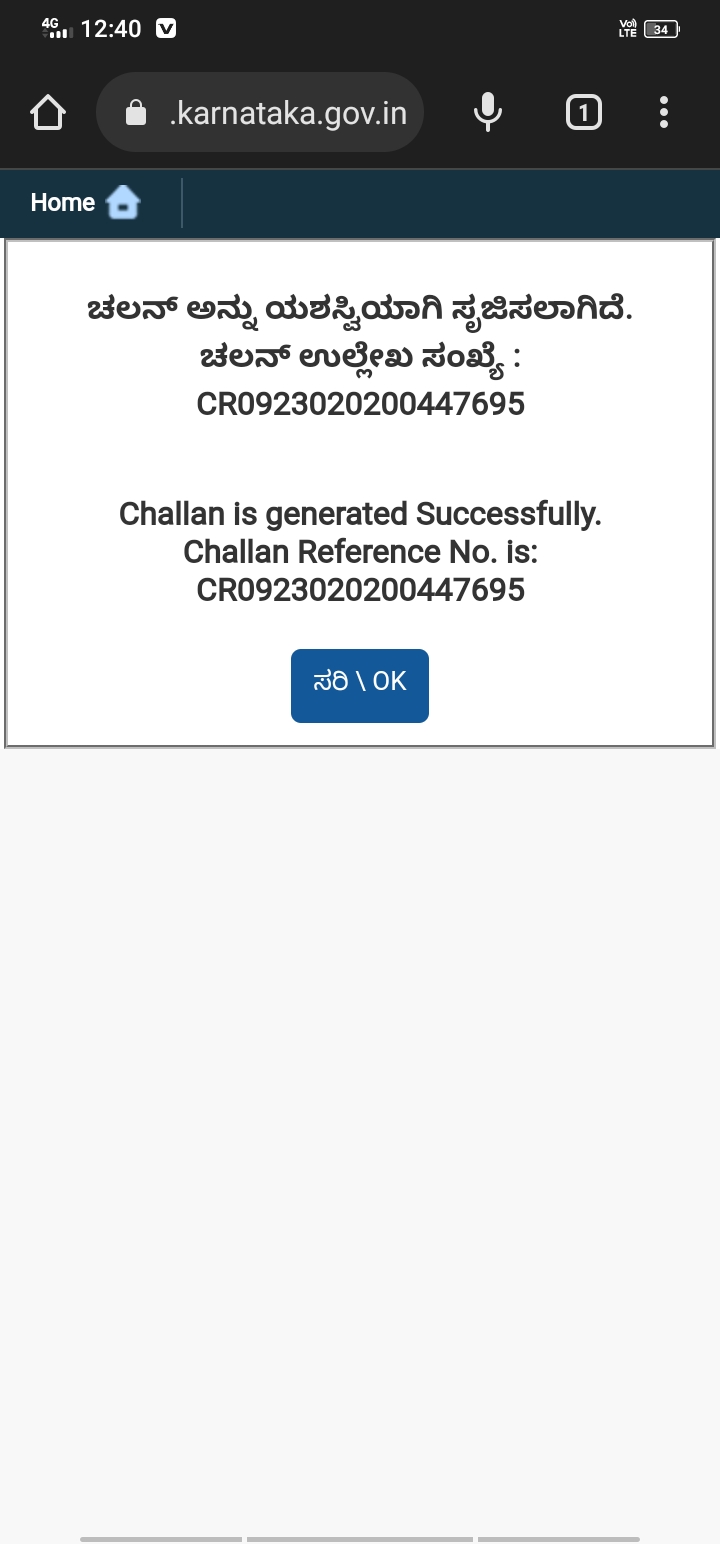 4G 12:40 Vo) LTE 34
.karnataka.gov.in 1
Home
ಚಲನ್ ಅನ್ನು ಯಶಸ್ವಿಯಾಗಿ ಸೃಜಿಸಲಾಗಿದೆ.
ಚಲನ್ ಉಲ್ಲೇಖ ಸಂಖ್ಯೆ :
CR0923020200447695
Challan is generated Successfully.
Challan Reference No. is:
CR0923020200447695
ಸರಿ \ OK